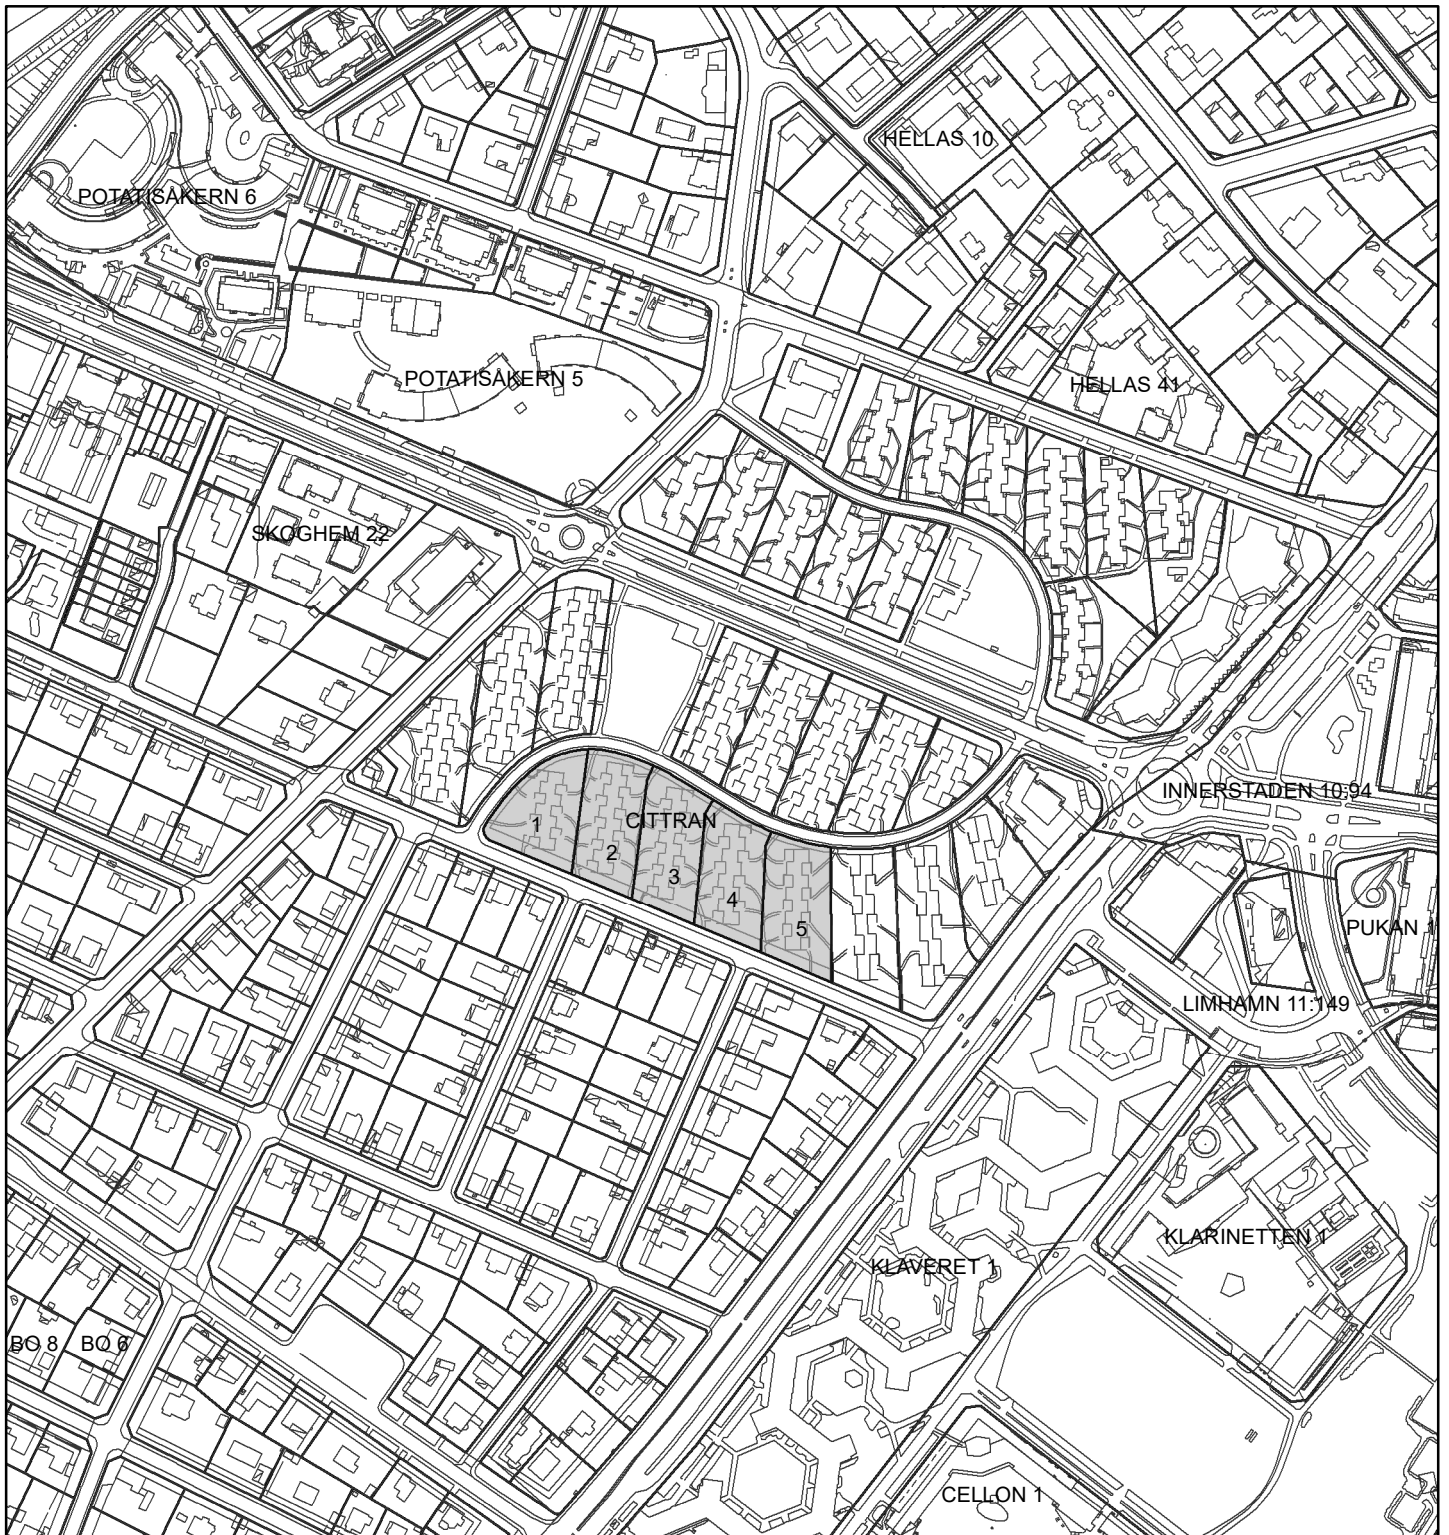 HELLAS 10
POTATISÅKERN 6
POTATISÅKERN 5
HELLAS 41
SKOGHEM 22
INNERSTADEN 10:94
CITTRAN
1
2
3
4
5
PUKAN 1
LIMHAMN 11:149
KLARINETTEN 1
KLAVERET 1
BO 8
BO 6
CELLON 1